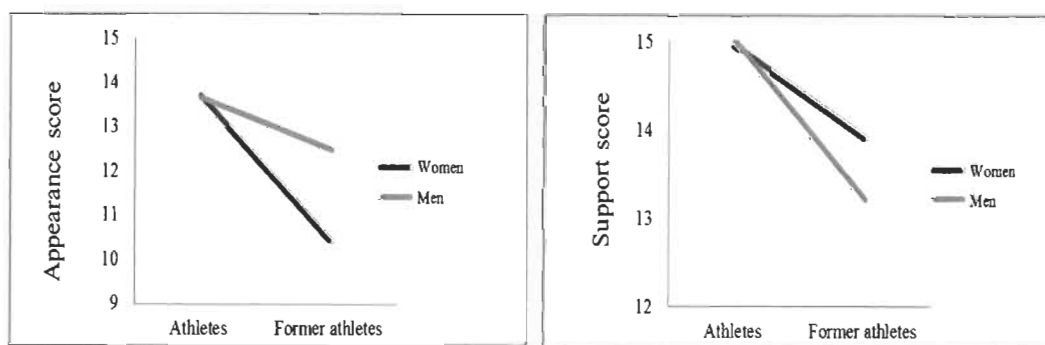 Appearance score
15
14
13
12
11
10
9
Athletes
Former athletes
Women
Men
Support score
15
14
13
12
Athletes
Former athletes
Women
Men